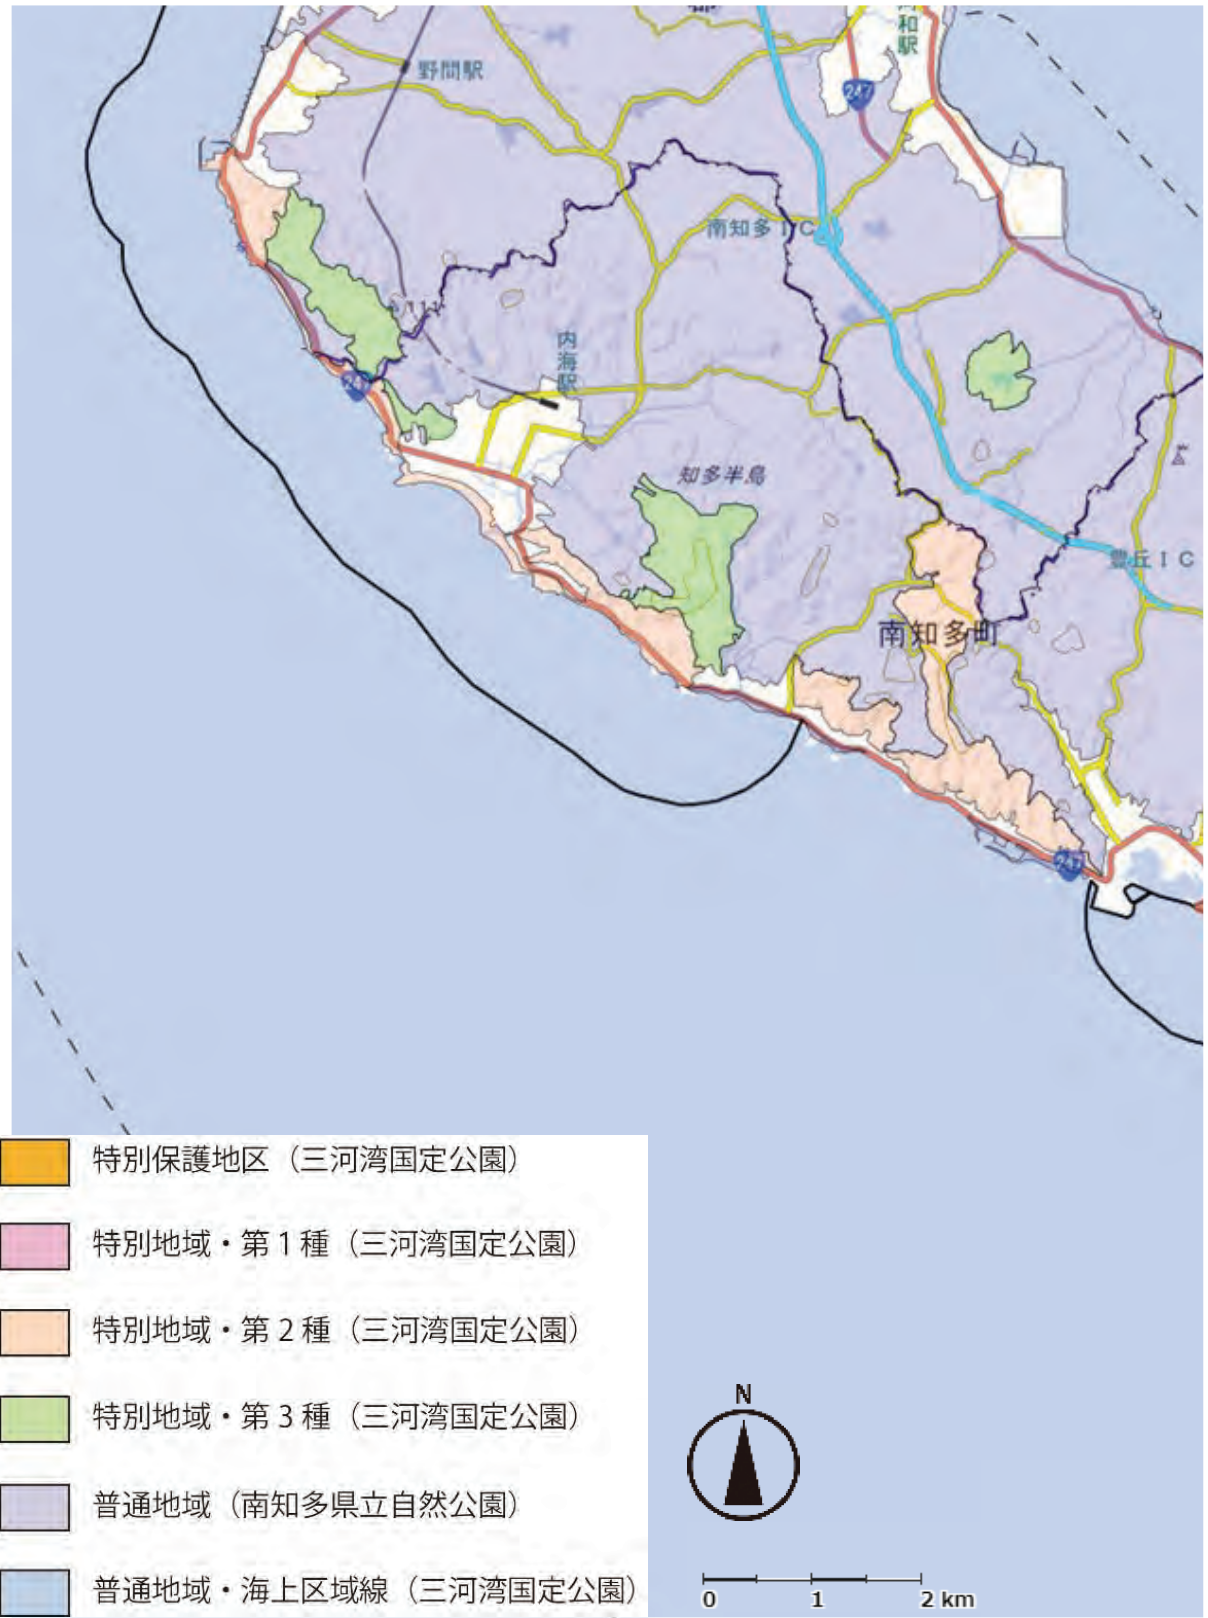 和駅
野間駅
247
南知多IC
内海駅
247
知多半島
豊丘IC
南知多町
247
特別保護地区（三河湾国定公園）
特別地域・第1種（三河湾国定公園）
特別地域・第2種（三河湾国定公園）
特別地域・第3種（三河湾国定公園）
普通地域（南知多県立自然公園）
普通地域・海上区域線（三河湾国定公園）
N
0 1 2 km